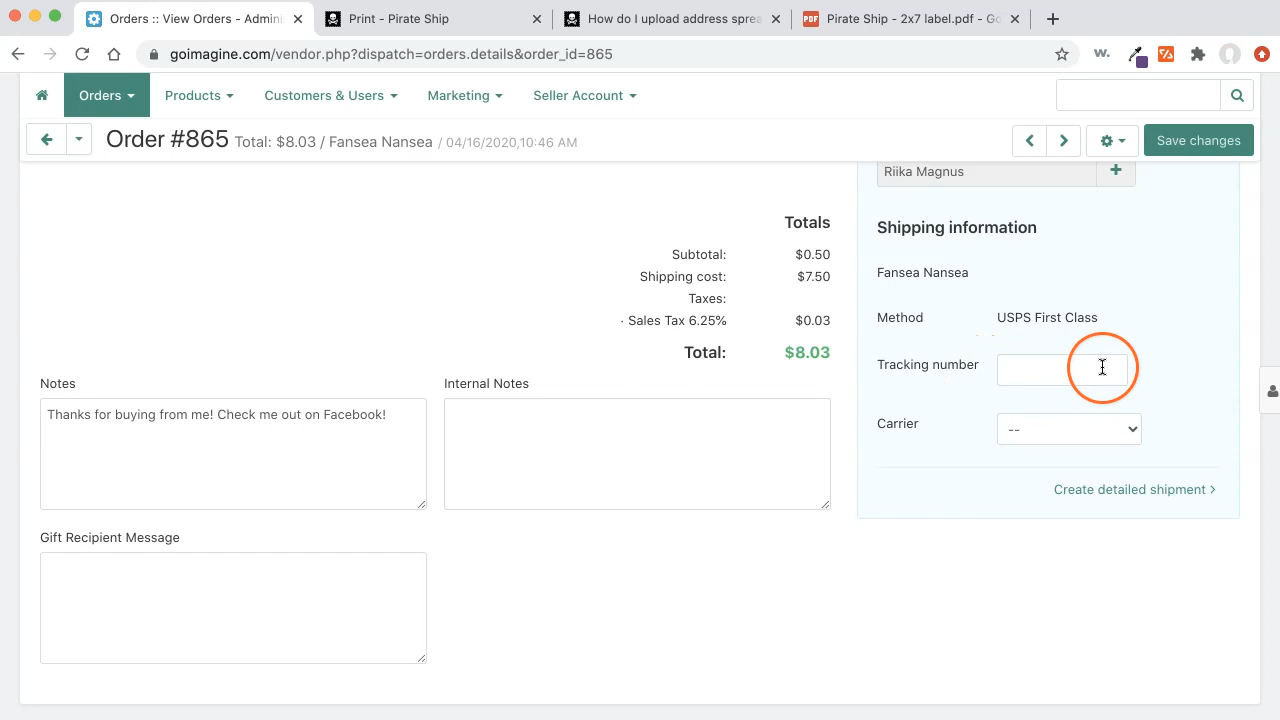 Orders :: View Orders - Admini
Print - Pirate Ship
How do I upload address sprea
PDF
Pirate Ship - 2x7 label.pdf - Go
goimagine.com/vendor.php?dispatch=orders.details&order_id=865
w.
Orders
Products
Customers & Users
Marketing
Seller Account
Order #865 Total: $8.03 / Fansea Nansea / 04/16/2020,10:46 AM
Save changes
Riika Magnus
Totals
Subtotal: $0.50
Shipping cost: $7.50
Taxes:
· Sales Tax 6.25% $0.03
Total: $8.03
Shipping information
Fansea Nansea
Method USPS First Class
Tracking number
Carrier --
Create detailed shipment
Notes
Thanks for buying from me! Check me out on Facebook!
Internal Notes
Gift Recipient Message